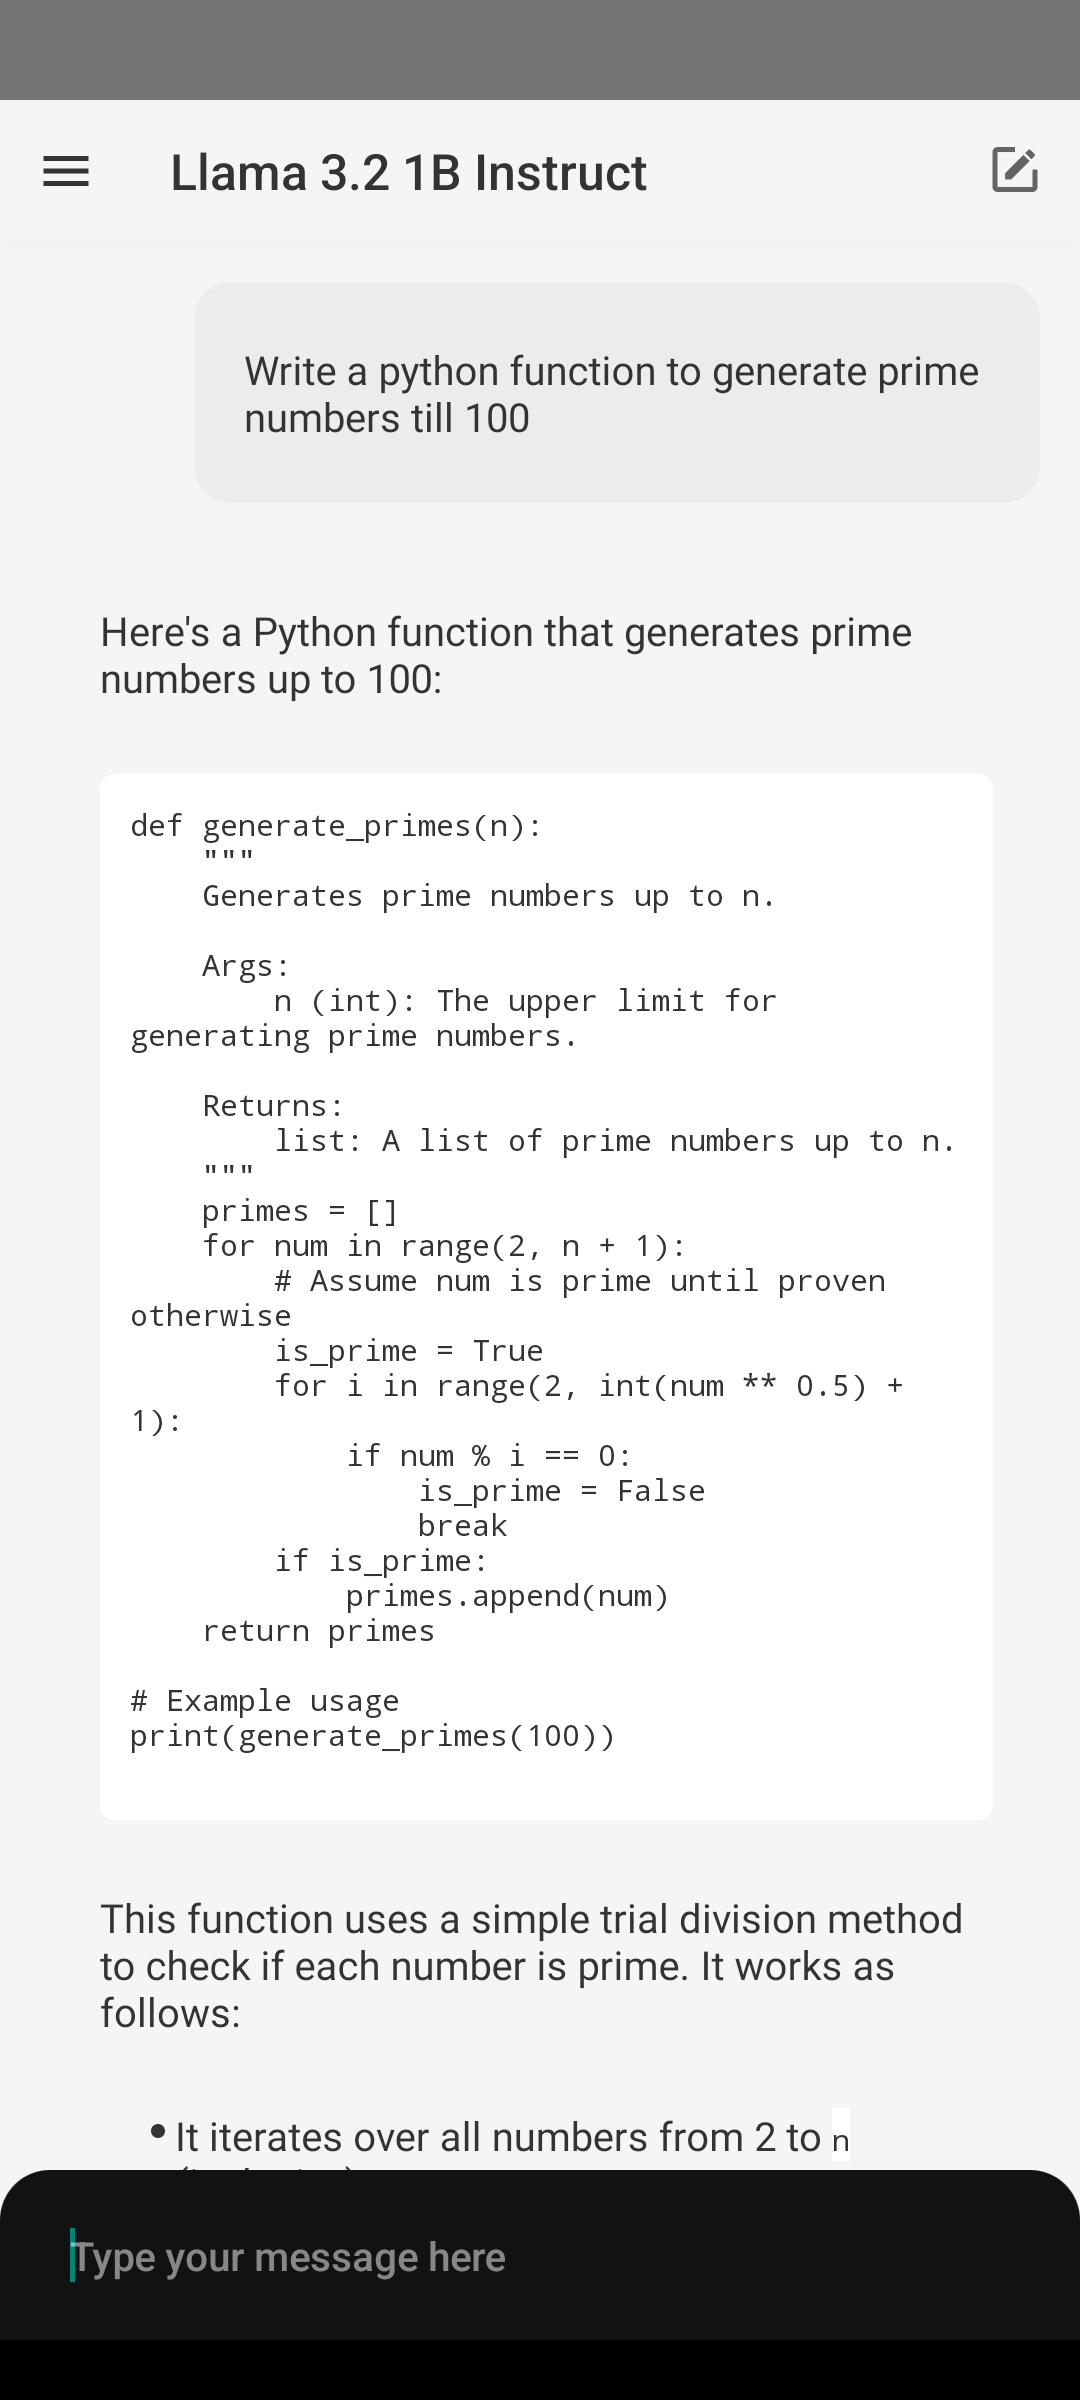 Llama 3.2 1B Instruct
Write a python function to generate prime
numbers till 100
Here's a Python function that generates prime
numbers up to 100:
def generate_primes(n):
    """
    Generates prime numbers up to n.
    Args:
        n (int): The upper limit for
generating prime numbers.
    Returns:
        list: A list of prime numbers up to n.
    """
    primes = []
    for num in range(2, n + 1):
        # Assume num is prime until proven
otherwise
        is_prime = True
        for i in range(2, int(num ** 0.5) +
1):
            if num % i == 0:
                is_prime = False
                break
        if is_prime:
            primes.append(num)
    return primes
# Example usage
print(generate_primes(100))
This function uses a simple trial division method
to check if each number is prime. It works as
follows:
• It iterates over all numbers from 2 to n
Type your message here